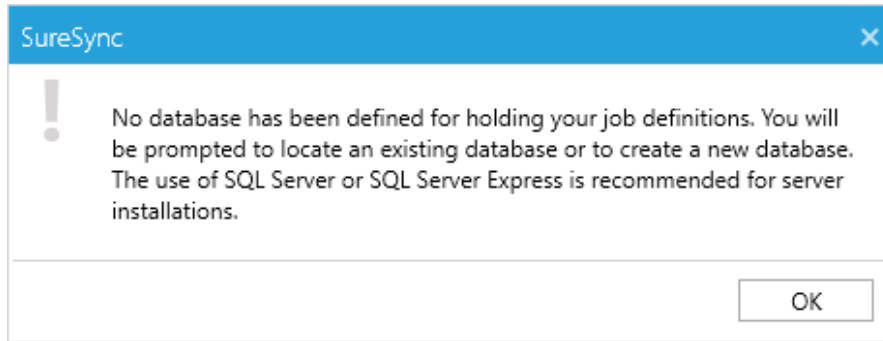 SureSync
No database has been defined for holding your job definitions. You will
be prompted to locate an existing database or to create a new database.
The use of SQL Server or SQL Server Express is recommended for server
installations.
OK